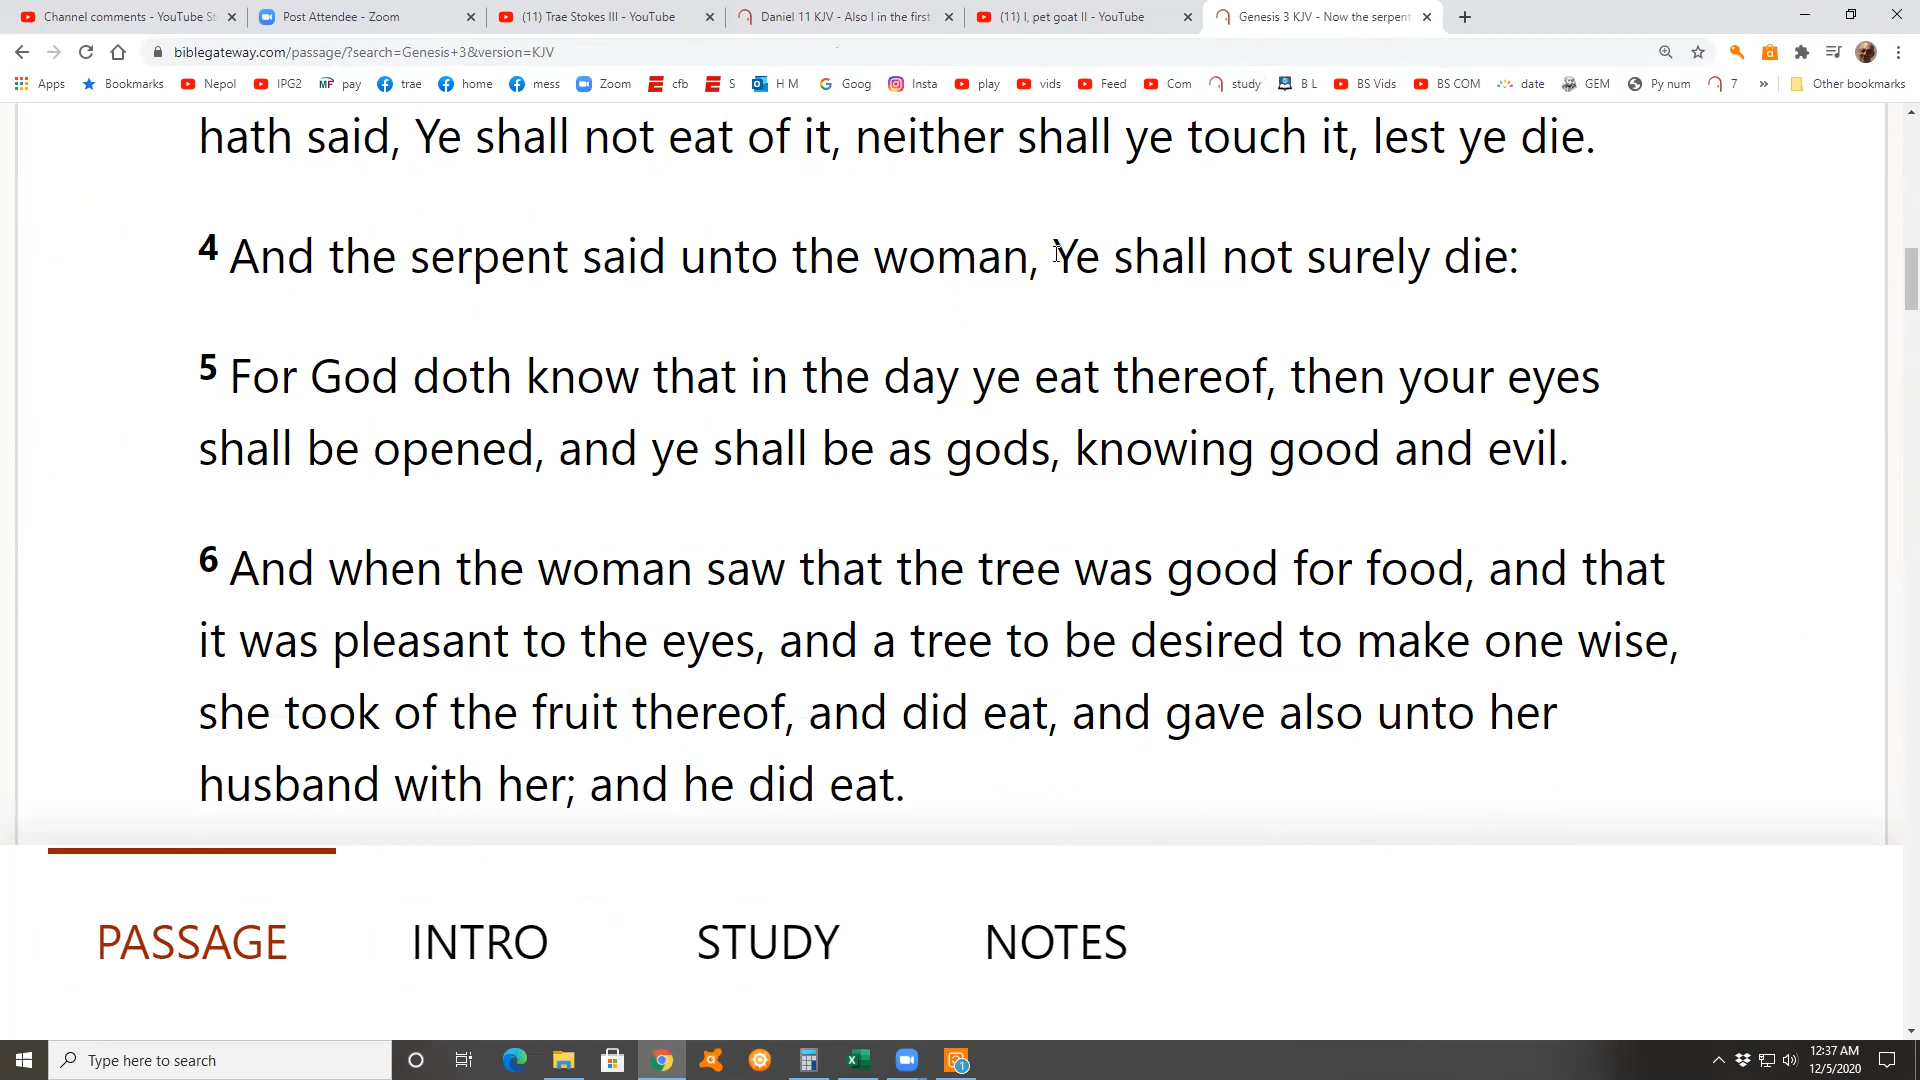 Channel comments - YouTube St
Post Attendee - Zoom
(11) Trae Stokes III - YouTube
Daniel 11 KJV - Also I in the first
(11) I, pet goat II - YouTube
Genesis 3 KJV - Now the serpent
biblegateway.com/passage/?search=Genesis+3&version=KJV
Apps
Bookmarks
Nepol
IPG2
pay
trae
home
mess
Zoom
cfb
S
H M
Goog
Insta
play
vids
Feed
Com
study
B L
BS Vids
BS COM
date
GEM
Py num
7
Other bookmarks
hath said, Ye shall not eat of it, neither shall ye touch it, lest ye die.
4 And the serpent said unto the woman, Ye shall not surely die:
5 For God doth know that in the day ye eat thereof, then your eyes
shall be opened, and ye shall be as gods, knowing good and evil.
6 And when the woman saw that the tree was good for food, and that
it was pleasant to the eyes, and a tree to be desired to make one wise,
she took of the fruit thereof, and did eat, and gave also unto her
husband with her; and he did eat.
PASSAGE
INTRO
STUDY
NOTES
Type here to search
12:37 AM
12/5/2020